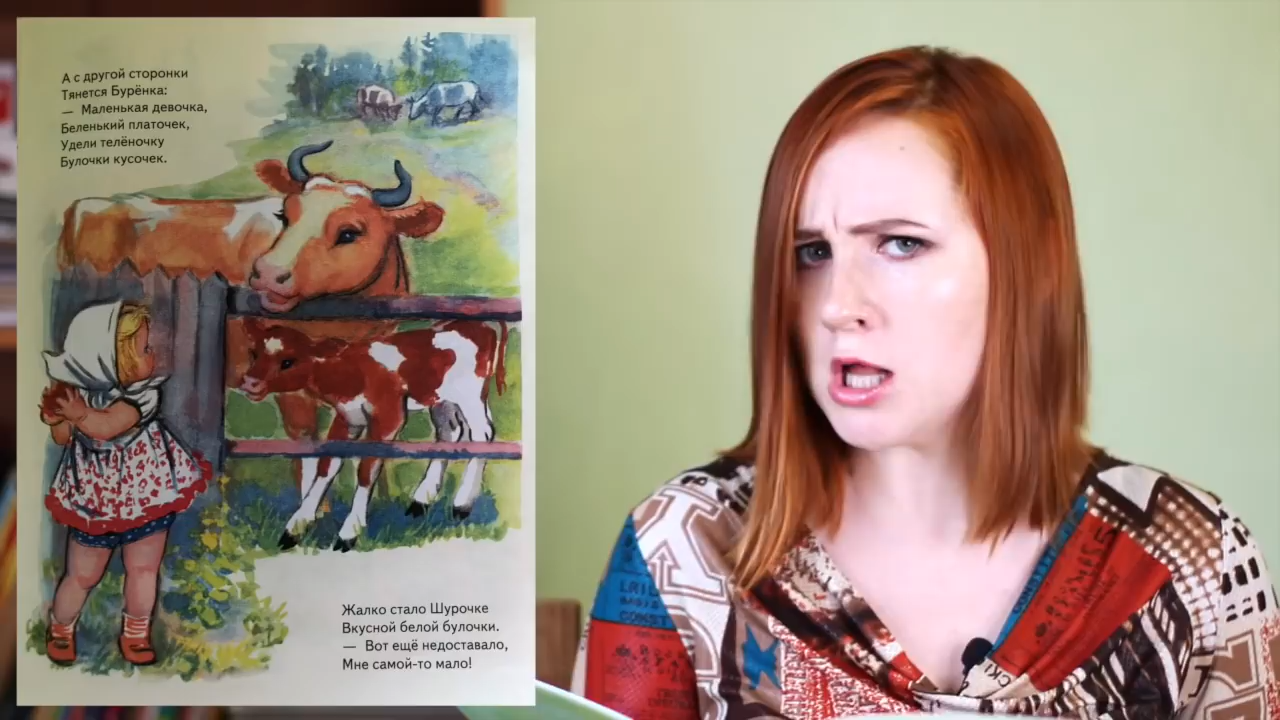 А с другой сторонки
Тянется Бурёнка:
— Маленькая девочка,
Беленький платочек,
Удели телёночку
Булочки кусочек.
Жалко стало Шурочке
Вкусной белой булочки.
— Вот ещё недоставало,
Мне самой-то мало!